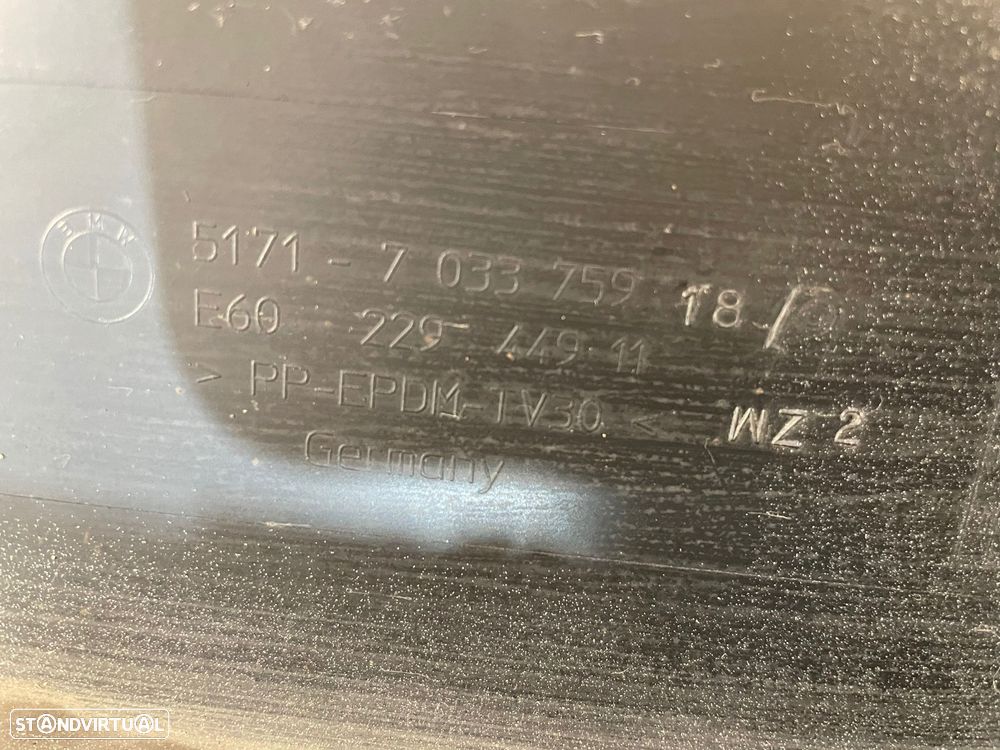 BMW
5171 - 7 033 759 18/
E60 229 449 11
> PP-EPDM-TV30 < WZ 2
Germany
STANDVIRTUAL